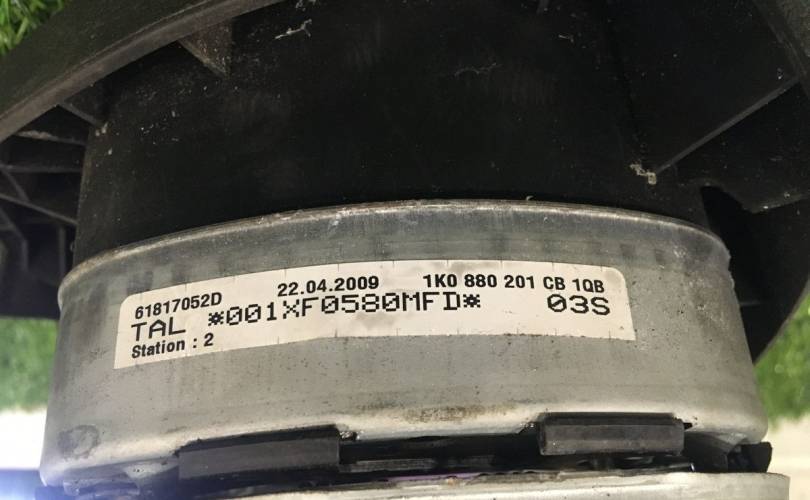 61817052D 22.04.2009 1K0 880 201 CB 1QB
TAL *001XF0580MFD* 03S
Station : 2